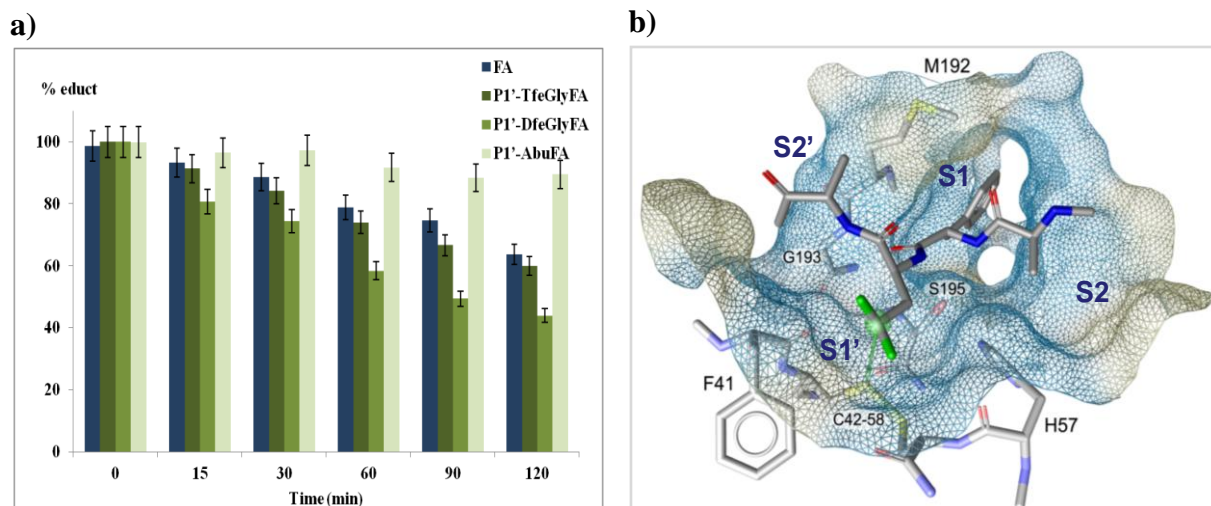 a)
% educt
FA
P1'-TfeGlyFA
P1'-DfeGlyFA
P1'-AbuFA
100
80
60
40
20
0
0 15 30 60 90 120
Time (min)
b)
M192
S2'
S1
G193
S195
S2
S1'
F41
C42-58
H57